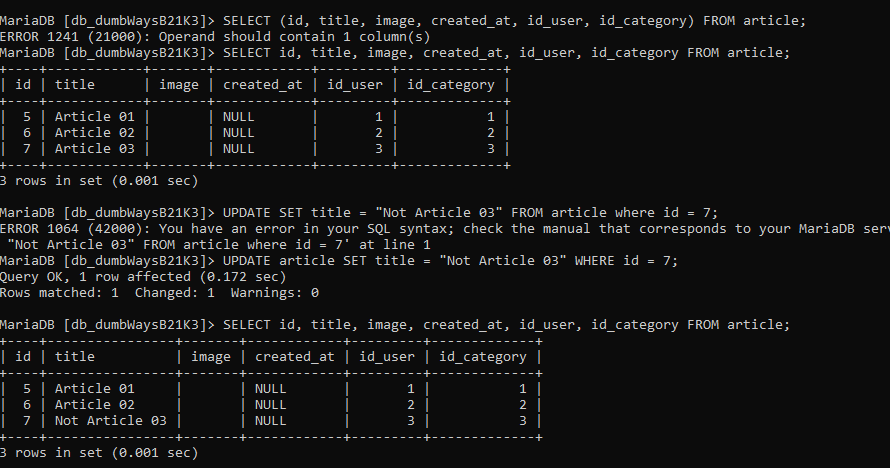 MariaDB [db_dumbWaysB21K3]> SELECT (id, title, image, created_at, id_user, id_category) FROM article;
ERROR 1241 (21000): Operand should contain 1 column(s)
MariaDB [db_dumbWaysB21K3]> SELECT id, title, image, created_at, id_user, id_category FROM article;
+----+------------+-------+------------+---------+-------------+
| id | title      | image | created_at | id_user | id_category |
+----+------------+-------+------------+---------+-------------+
|  5 | Article 01 |       | NULL       |       1 |           1 |
|  6 | Article 02 |       | NULL       |       2 |           2 |
|  7 | Article 03 |       | NULL       |       3 |           3 |
+----+------------+-------+------------+---------+-------------+
3 rows in set (0.001 sec)
MariaDB [db_dumbWaysB21K3]> UPDATE SET title = "Not Article 03" FROM article where id = 7;
ERROR 1064 (42000): You have an error in your SQL syntax; check the manual that corresponds to your MariaDB serv
"Not Article 03" FROM article where id = 7' at line 1
MariaDB [db_dumbWaysB21K3]> UPDATE article SET title = "Not Article 03" WHERE id = 7;
Query OK, 1 row affected (0.172 sec)
Rows matched: 1  Changed: 1  Warnings: 0
MariaDB [db_dumbWaysB21K3]> SELECT id, title, image, created_at, id_user, id_category FROM article;
+----+----------------+-------+------------+---------+-------------+
| id | title          | image | created_at | id_user | id_category |
+----+----------------+-------+------------+---------+-------------+
|  5 | Article 01     |       | NULL       |       1 |           1 |
|  6 | Article 02     |       | NULL       |       2 |           2 |
|  7 | Not Article 03 |       | NULL       |       3 |           3 |
+----+----------------+-------+------------+---------+-------------+
3 rows in set (0.001 sec)